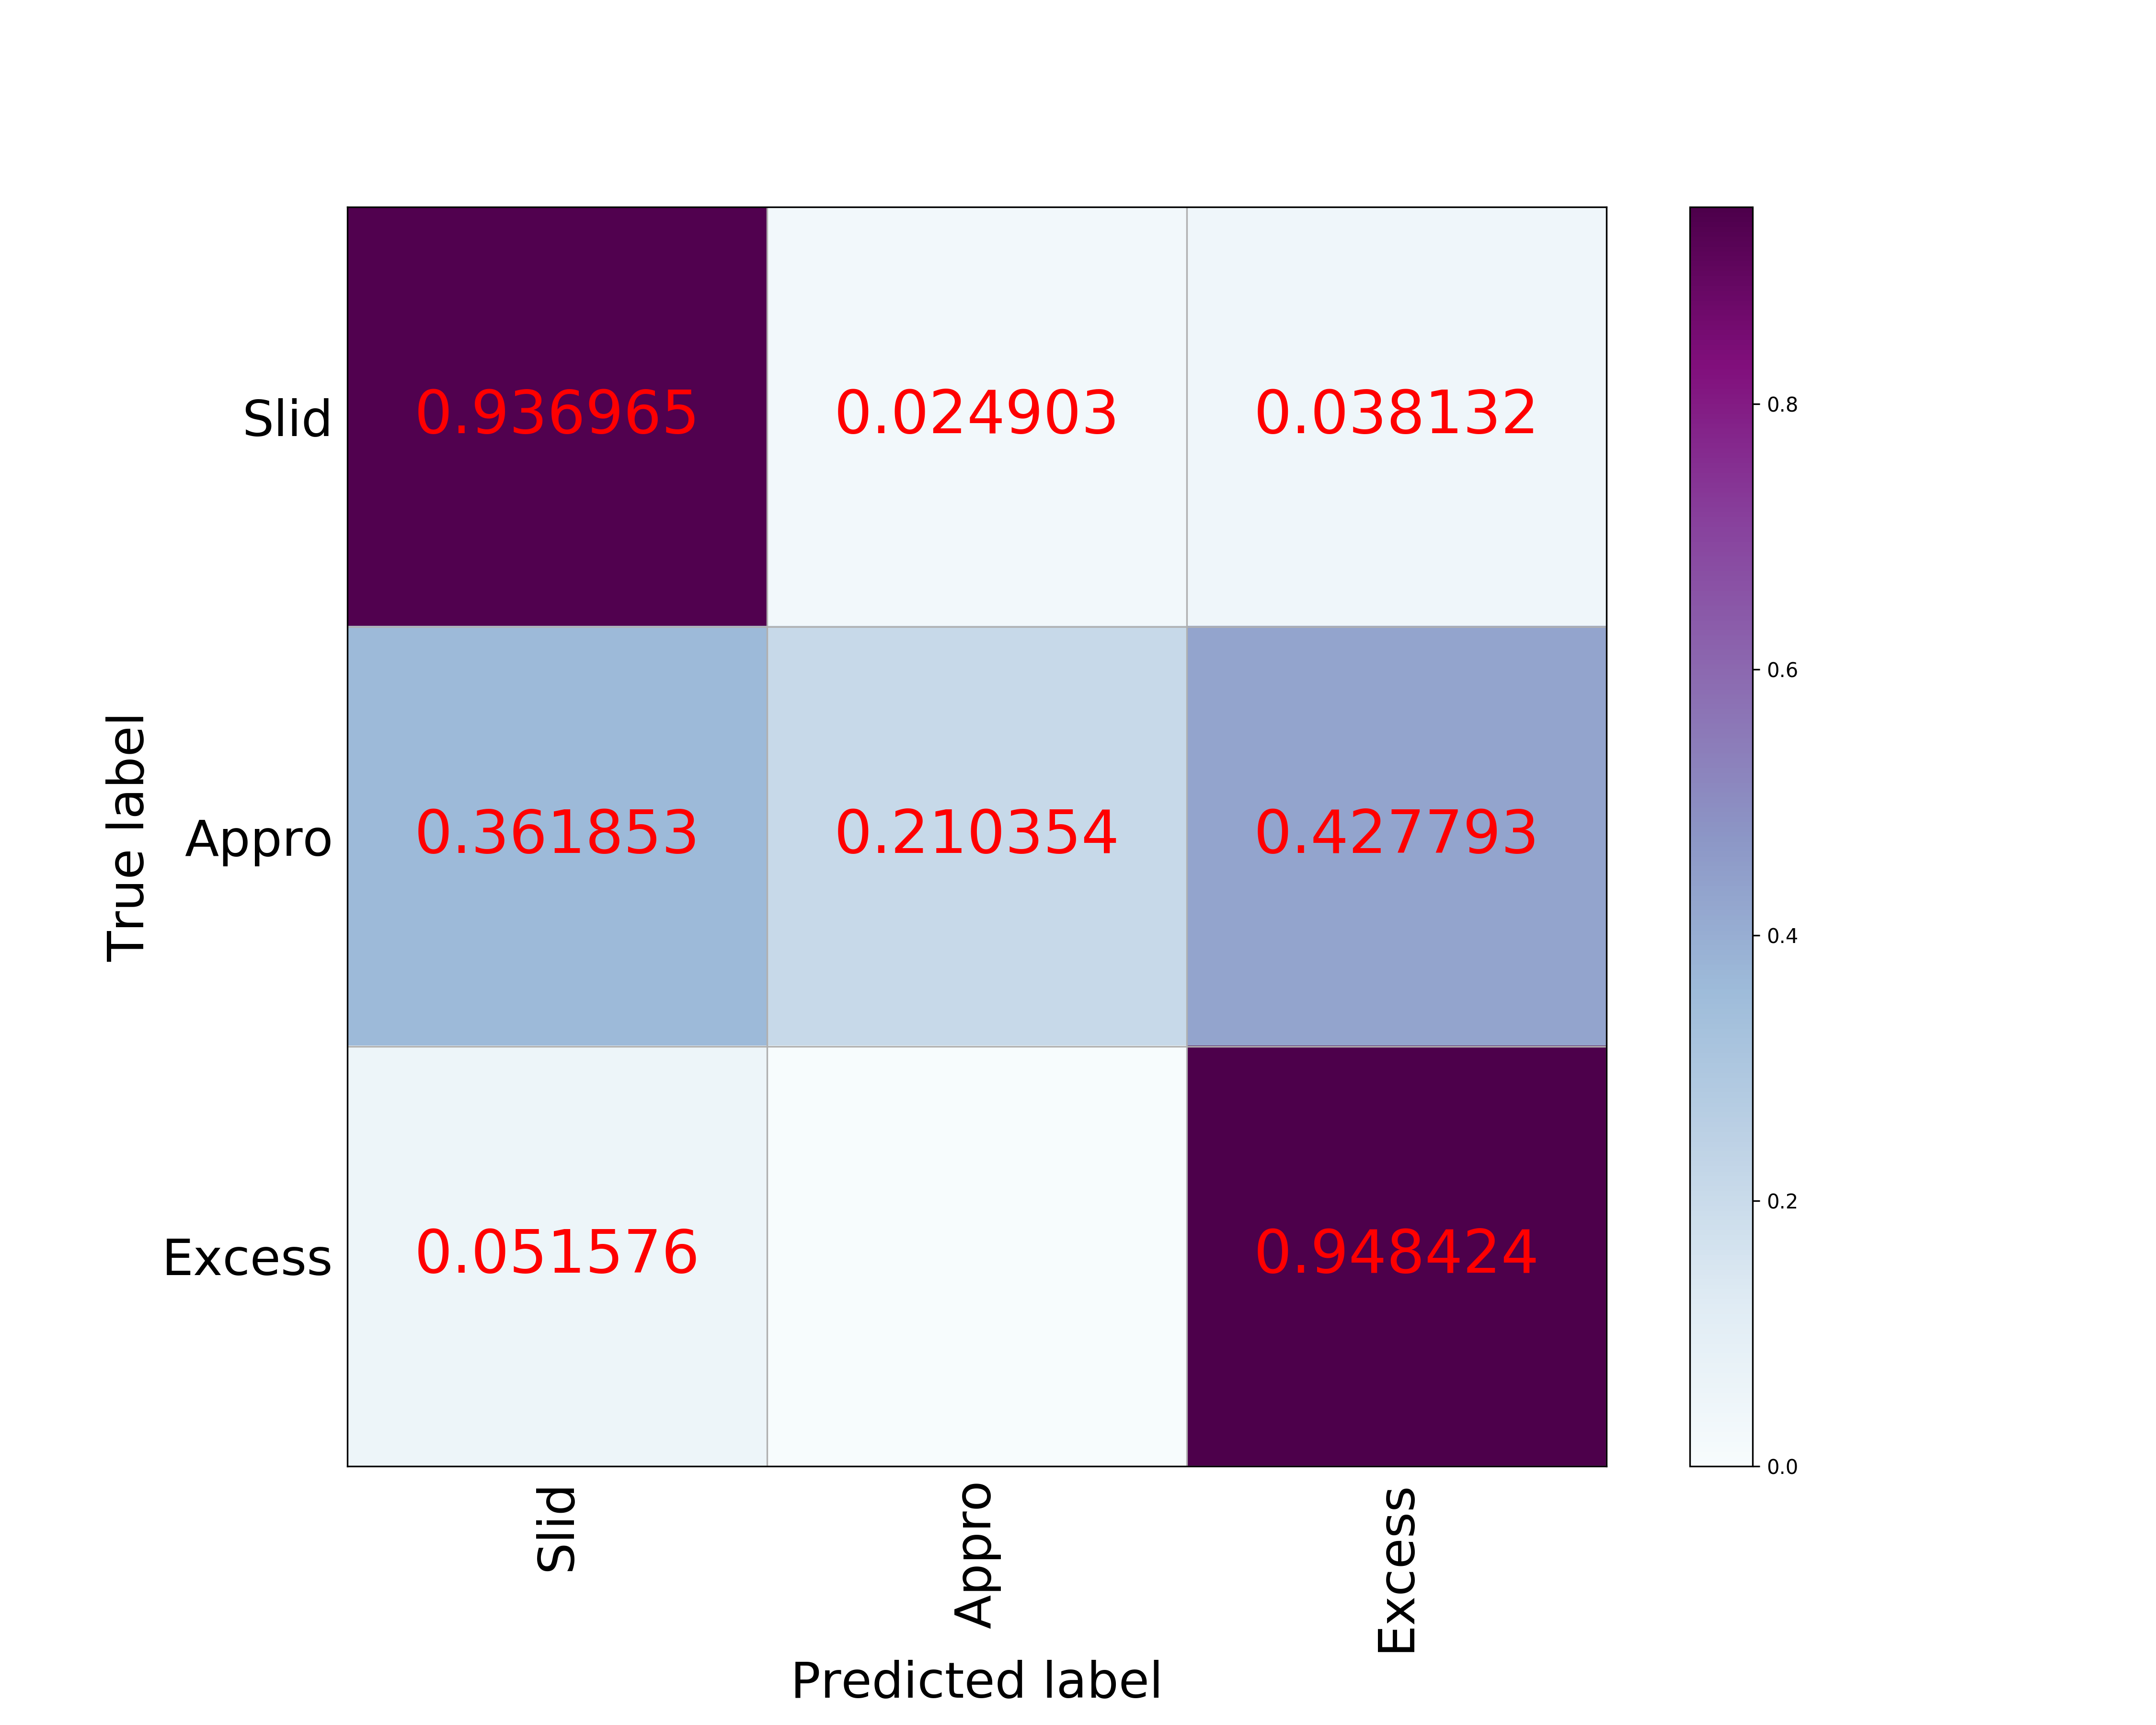 Slid 0.936965 0.024903 0.038132
Appro 0.361853 0.210354 0.427793
Excess 0.051576 0.948424
True label
Slid Appro Excess
Predicted label
0.8
0.6
0.4
0.2
0.0